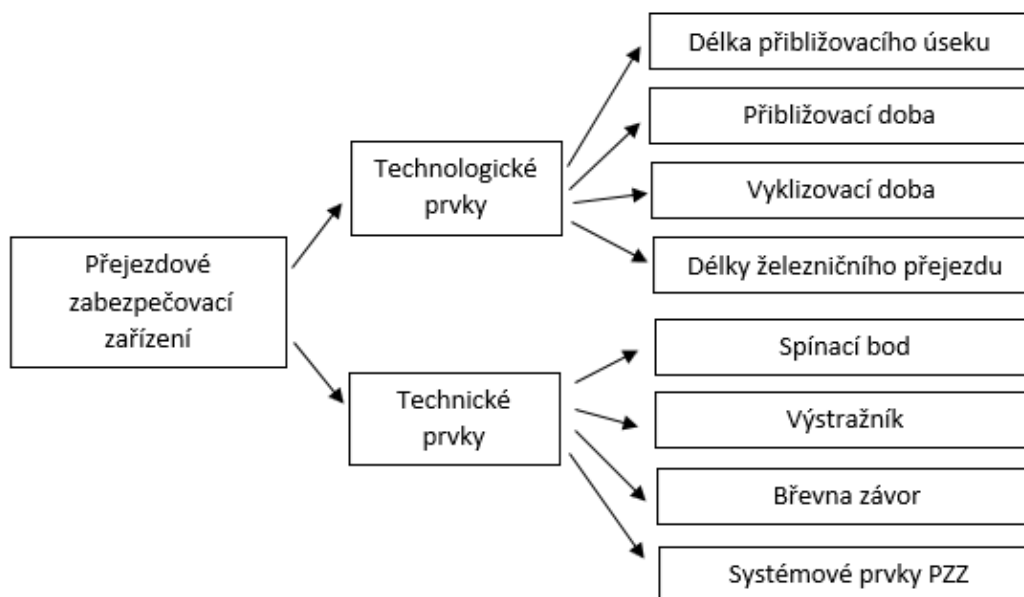 Přejezdové
zabezpečovací
zařízení
Technologické
prvky
Délka přibližovacího úseku
Přibližovací doba
Vyklizovací doba
Délky železničního přejezdu
Technické
prvky
Spínací bod
Výstražník
Břevna závor
Systémové prvky PZZ